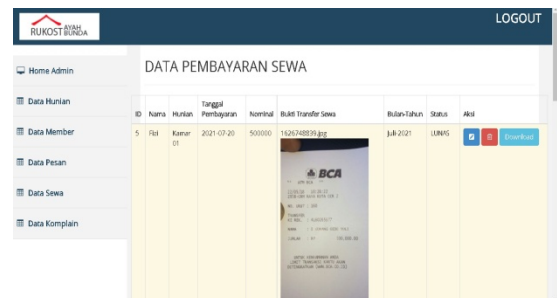 RUKOST AYAH BUNDA
LOGOUT
Home Admin
Data Hunian
Data Member
Data Pesan
Data Sewa
Data Komplain
DATA PEMBAYARAN SEWA
ID Nama Hunian Tanggal Pembayaran Nominal Bukti Transfer Sewa Bulan-Tahun Status Aksi
5 Rei Kamar 01 2021-07-20 500000 1626748839.jpg Juli-2021 LUNAS Download
BCA